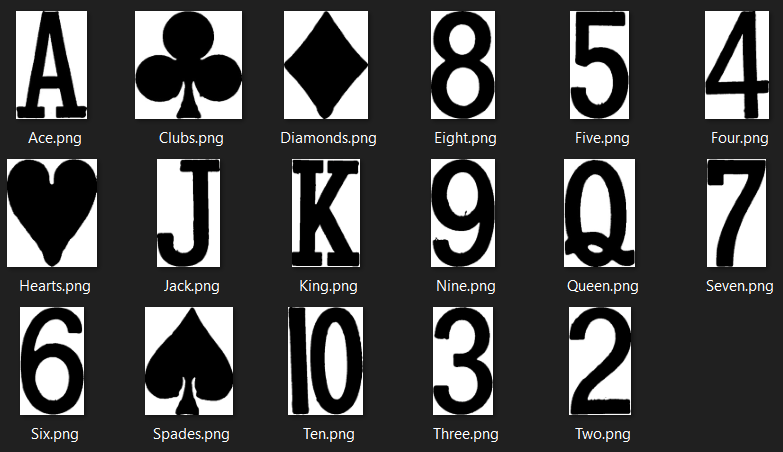 A 8 5 4
Ace.png Clubs.png Diamonds.png Eight.png Five.png Four.png
J K 9 Q 7
Hearts.png Jack.png King.png Nine.png Queen.png Seven.png
6 10 3 2
Six.png Spades.png Ten.png Three.png Two.png